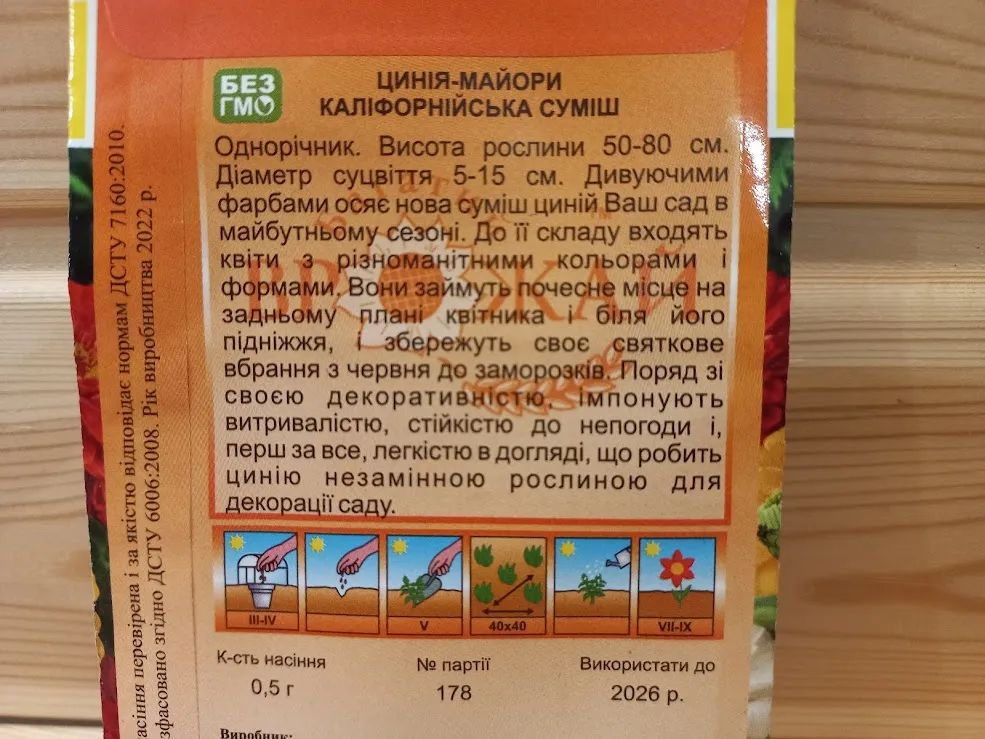 БЕЗ
ГМО
ЦИНІЯ-МАЙОРИ
КАЛІФОРНІЙСЬКА СУМІШ
Однорічник. Висота рослини 50-80 см.
Діаметр суцвіття 5-15 см. Дивуючими
фарбами осяє нова суміш циній Ваш сад в
майбутньому сезоні. До її складу входять
квіти з різноманітними кольорами і
формами. Вони займуть почесне місце на
задньому плані квітника і біля його
підніжжя, і збережуть своє святкове
вбрання з червня до заморозків. Поряд зі
своєю декоративністю, імпонують
витривалістю, стійкістю до непогоди і,
перш за все, легкістю в догляді, що робить
цинію незамінною рослиною для
декорації саду.
Багатий
ВРОЖАЙ
III-IV
V
40х40
VII-IX
К-сть насіння
0,5 г
№ партії
178
Використати до
2026 р.
Виробник:
перевірена і за якістю відповідає нормам ДСТУ 7160:2010.
згідно ДСТУ 6006:2008. Рік виробництва 2022 р.